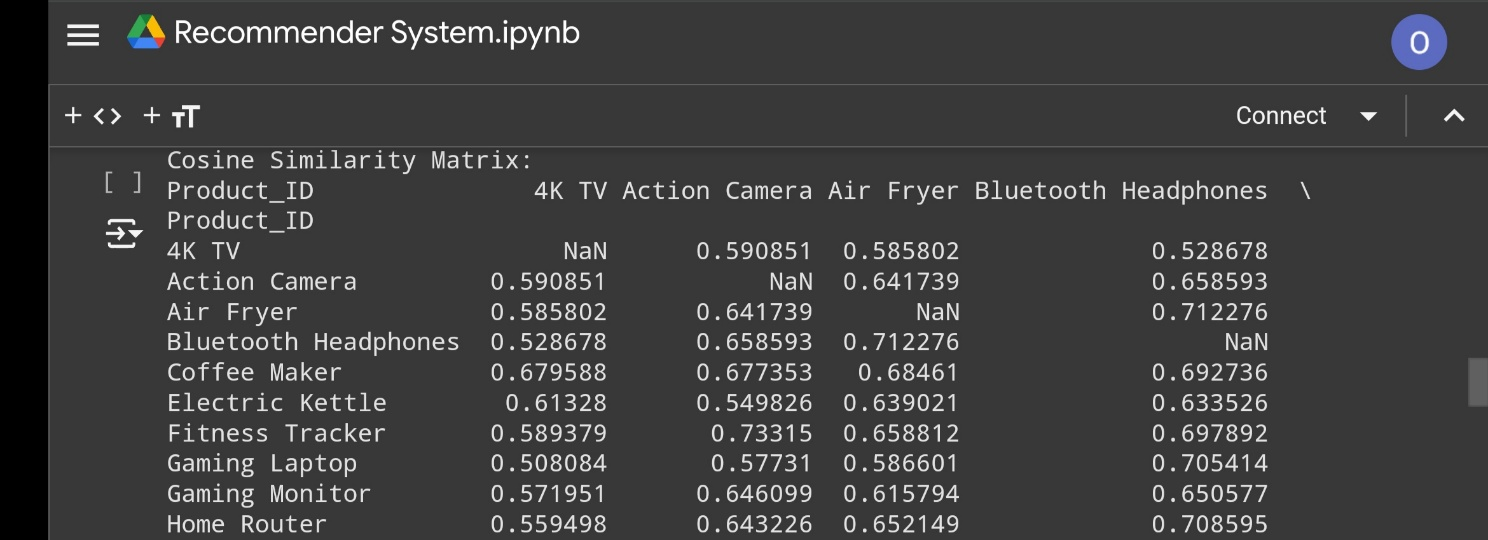 Recommender System.ipynb
O
+ <> + TT
Connect
Cosine Similarity Matrix:
[ ] Product_ID 4K TV Action Camera Air Fryer Bluetooth Headphones \
Product_ID
4K TV NaN 0.590851 0.585802 0.528678
Action Camera 0.590851 NaN 0.641739 0.658593
Air Fryer 0.585802 0.641739 NaN 0.712276
Bluetooth Headphones 0.528678 0.658593 0.712276 NaN
Coffee Maker 0.679588 0.677353 0.68461 0.692736
Electric Kettle 0.61328 0.549826 0.639021 0.633526
Fitness Tracker 0.589379 0.73315 0.658812 0.697892
Gaming Laptop 0.508084 0.57731 0.586601 0.705414
Gaming Monitor 0.571951 0.646099 0.615794 0.650577
Home Router 0.559498 0.643226 0.652149 0.708595